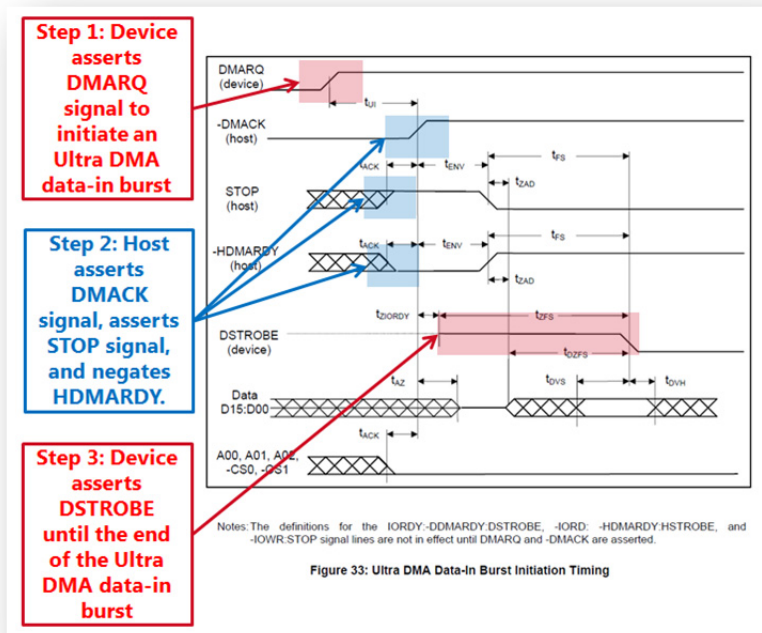 Step 1: Device
asserts
DMARQ
signal to
initiate an
Ultra DMA
data-in burst
Step 2: Host
asserts
DMACK
signal, asserts
STOP signal,
and negates
HDMARDY.
Step 3: Device
asserts
DSTROBE
until the end
of the Ultra
DMA data-in
burst
DMARQ
(device)
tUI
-DMACK
(host)
tACK
tENV
tFS
tZAD
STOP
(host)
tACK
tENV
tFS
-HDMARDY
(host)
tZAD
tZIORDY
tZFS
DSTROBE
(device)
tDZFS
tAZ
tDVS
tDVH
Data
D15:D00
tACK
A00, A01, A02,
-CS0, -CS1
Notes: The definitions for the IORDY:-DDMARDY:DSTROBE, -IORD: -HDMARDY:HSTROBE, and
-IOWR:STOP signal lines are not in effect until DMARQ and -DMACK are asserted.
Figure 33: Ultra DMA Data-In Burst Initiation Timing